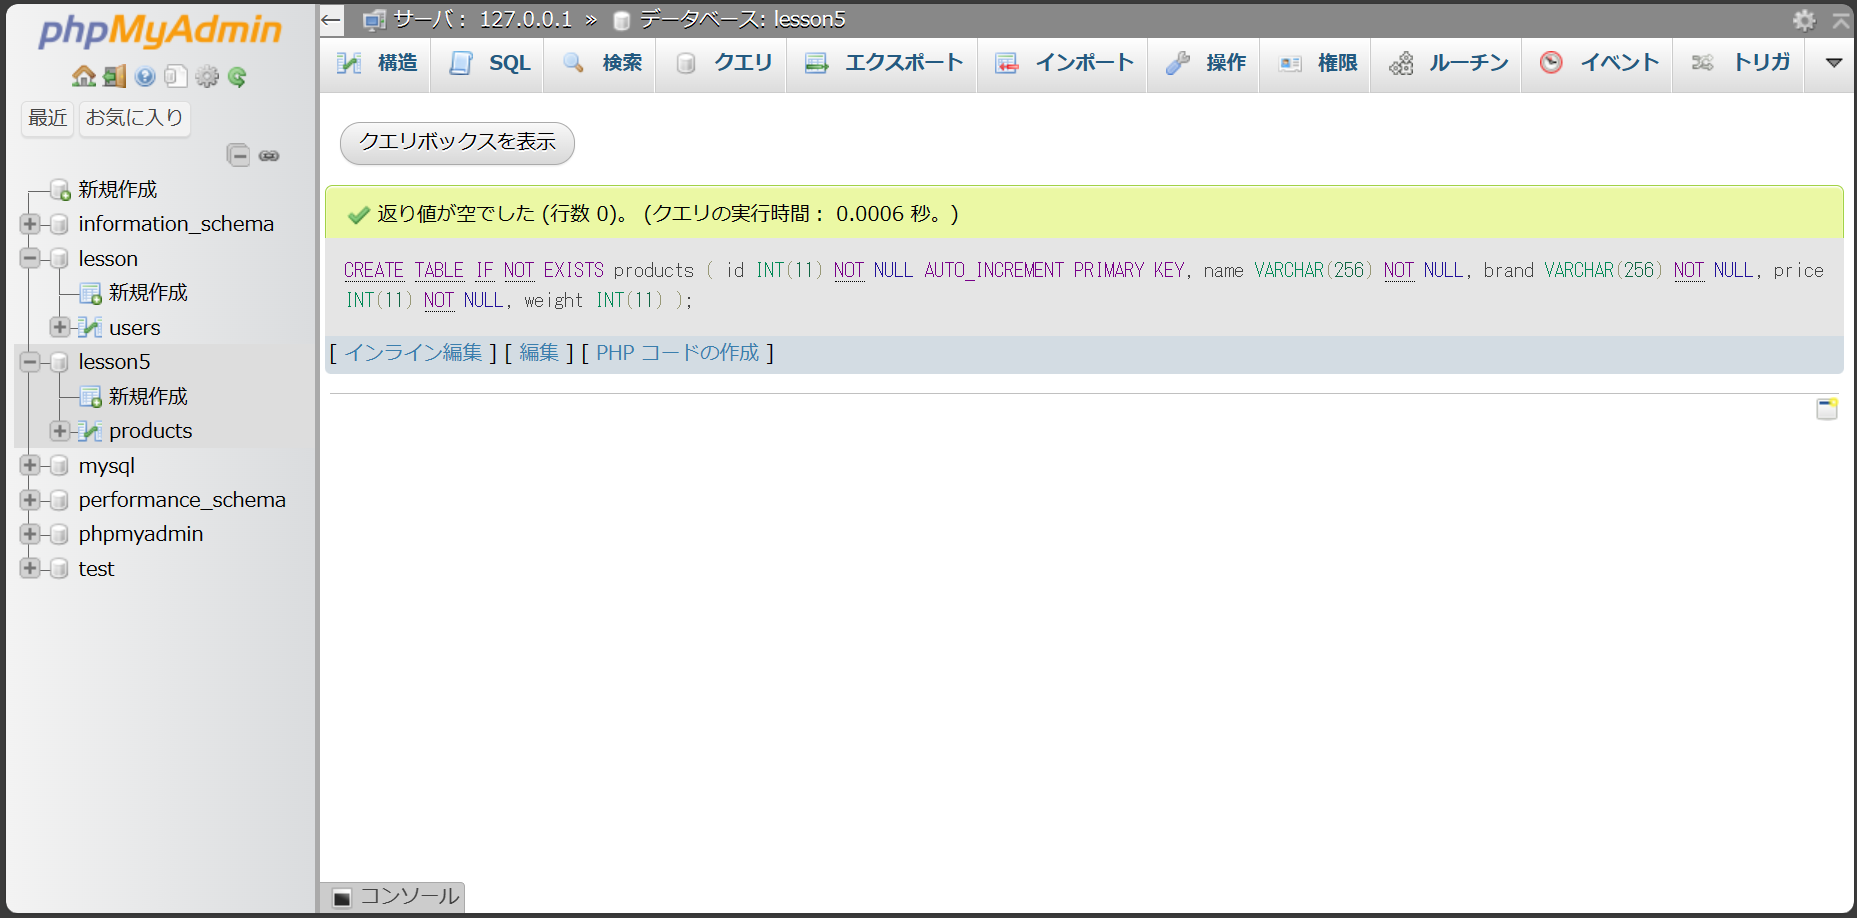 phpMyAdmin
最近 お気に入り
新規作成
information_schema
lesson
新規作成
users
lesson5
新規作成
products
mysql
performance_schema
phpmyadmin
test
サーバ: 127.0.0.1 » データベース: lesson5
構造 SQL 検索 クエリ エクスポート インポート 操作 権限 ルーチン イベント トリガ
クエリボックスを表示
返り値が空でした (行数 0)。 (クエリの実行時間: 0.0006 秒。)
CREATE TABLE IF NOT EXISTS products ( id INT(11) NOT NULL AUTO_INCREMENT PRIMARY KEY, name VARCHAR(256) NOT NULL, brand VARCHAR(256) NOT NULL, price
INT(11) NOT NULL, weight INT(11) );
[ インライン編集 ] [ 編集 ] [ PHP コードの作成 ]
コンソール